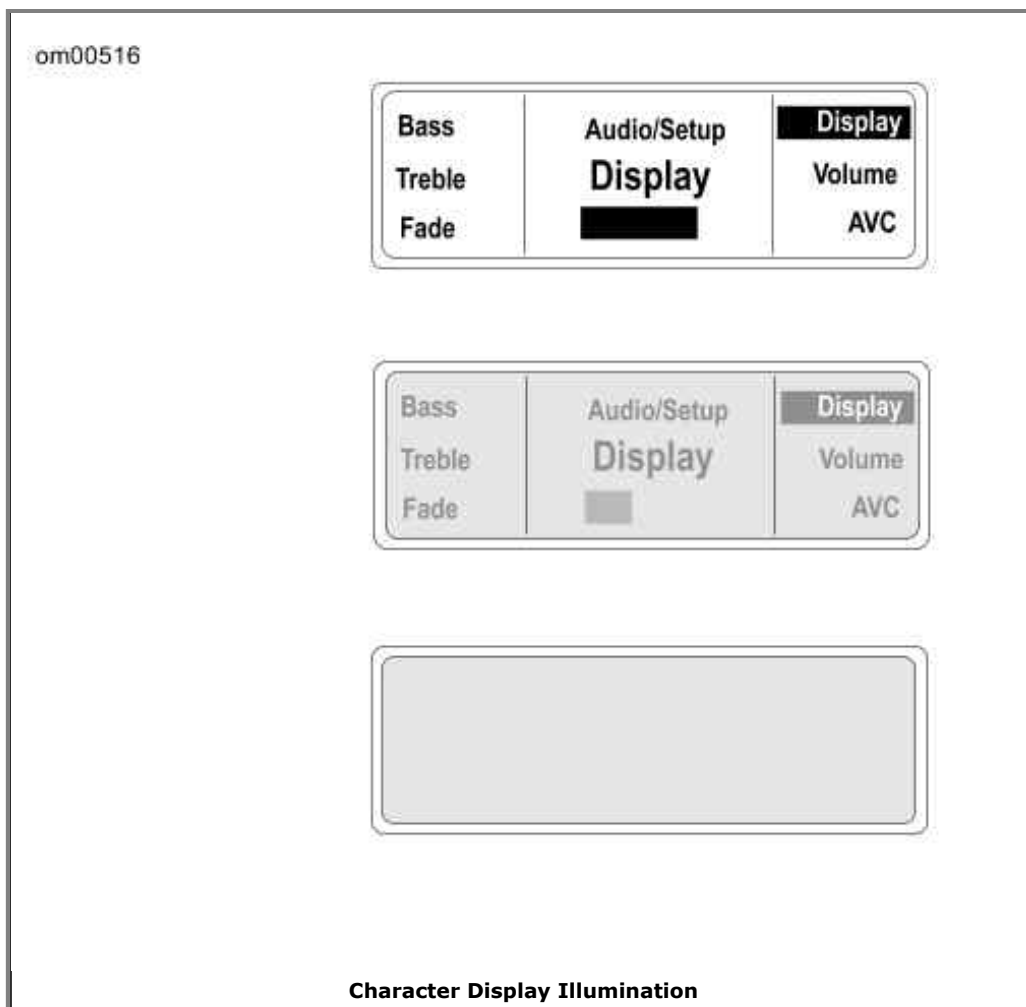 om00516
Bass Audio/Setup Display
Treble Display Volume
Fade AVC
Bass Audio/Setup Display
Treble Display Volume
Fade AVC
Character Display Illumination